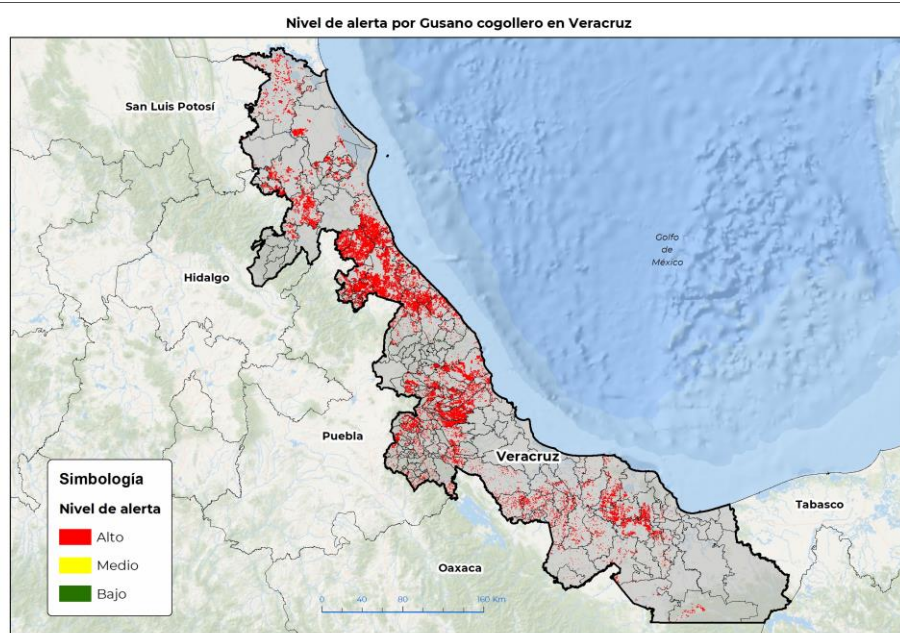 Nivel de alerta por Gusano cogollero en Veracruz
San Luis Potosí
Golfo
de
México
Hidalgo
Puebla
Veracruz
Tabasco
Oaxaca
Simbología
Nivel de alerta
Alto
Medio
Bajo
0 40 80 160 Km